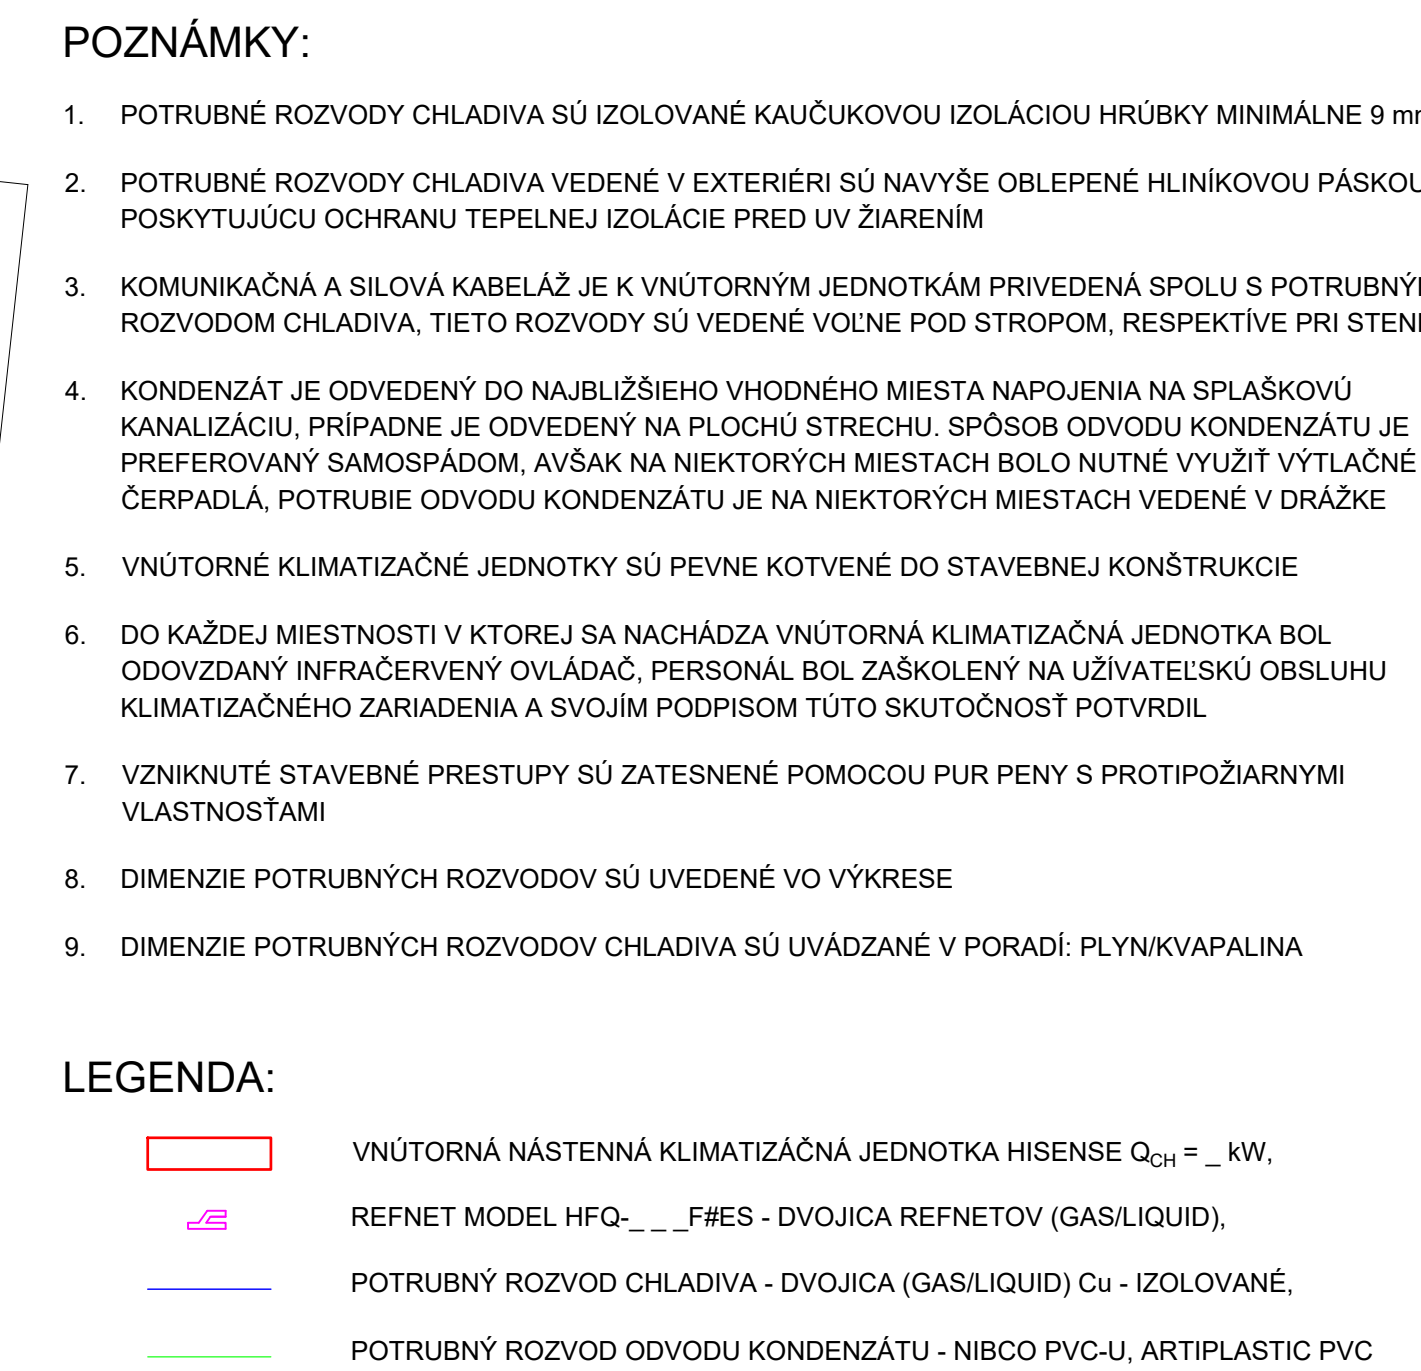 POZNÁMKY:
1. POTRUBNÉ ROZVODY CHLADIVA SÚ IZOLOVANÉ KAUČUKOVOU IZOLÁCIOU HRÚBKY MINIMÁLNE 9
2. POTRUBNÉ ROZVODY CHLADIVA VEDENÉ V EXTERIÉRI SÚ NAVYŠE OBLEPENÉ HLINÍKOVOU PÁSKOU
POSKYTUJÚCU OCHRANU TEPELNEJ IZOLÁCIE PRED UV ŽIARENÍM
3. KOMUNIKAČNÁ A SILOVÁ KABELÁŽ JE K VNÚTORNÝM JEDNOTKÁM PRIVEDENÁ SPOLU S
ROZVODOM CHLADIVA, TIETO ROZVODY SÚ VEDENÉ VOĽNE POD STROPOM, RESPEKTÍVE PRI
4. KONDENZÁT JE ODVEDENÝ DO NAJBLIŽŠIEHO VHODNÉHO MIESTA NAPOJENIA NA SPLAŠKOVÚ
KANALIZÁCIU, PRÍPADNE JE ODVEDENÝ NA PLOCHÚ STRECHU. SPÔSOB ODVODU KONDENZÁTU JE
PREFEROVANÝ SAMOSPÁDOM, AVŠAK NA NIEKTORÝCH MIESTACH BOLO NUTNÉ VYUŽIŤ VÝTLAČNÉ
ČERPADLÁ, POTRUBIE ODVODU KONDENZÁTU JE NA NIEKTORÝCH MIESTACH VEDENÉ V DRÁŽKE
5. VNÚTORNÉ KLIMATIZAČNÉ JEDNOTKY SÚ PEVNE KOTVENÉ DO STAVEBNEJ KONŠTRUKCIE
6. DO KAŽDEJ MIESTNOSTI V KTOREJ SA NACHÁDZA VNÚTORNÁ KLIMATIZAČNÁ JEDNOTKA BOL
ODOVZDANÝ INFRAČERVENÝ OVLÁDAČ, PERSONÁL BOL ZAŠKOLENÝ NA UŽÍVATEĽSKÚ OBSLUHU
KLIMATIZAČNÉHO ZARIADENIA A SVOJÍM PODPISOM TÚTO SKUTOČNOSŤ POTVRDIL
7. VZNIKNUTÉ STAVEBNÉ PRESTUPY SÚ ZATESNENÉ POMOCOU PUR PENY S PROTIPOŽIARNYMI
VLASTNOSŤAMI
8. DIMENZIE POTRUBNÝCH ROZVODOV SÚ UVEDENÉ VO VÝKRESE
9. DIMENZIE POTRUBNÝCH ROZVODOV CHLADIVA SÚ UVÁDZANÉ V PORADÍ: PLYN/KVAPALINA
LEGENDA:
VNÚTORNÁ NÁSTENNÁ KLIMATIZÁČNÁ JEDNOTKA HISENSE Q_CH = _ kW,
REFNET MODEL HFQ-_ _ _F#ES - DVOJICA REFNETOV (GAS/LIQUID),
POTRUBNÝ ROZVOD CHLADIVA - DVOJICA (GAS/LIQUID) Cu - IZOLOVANÉ,
POTRUBNÝ ROZVOD ODVODU KONDENZÁTU - NIBCO PVC-U, ARTIPLASTIC PVC